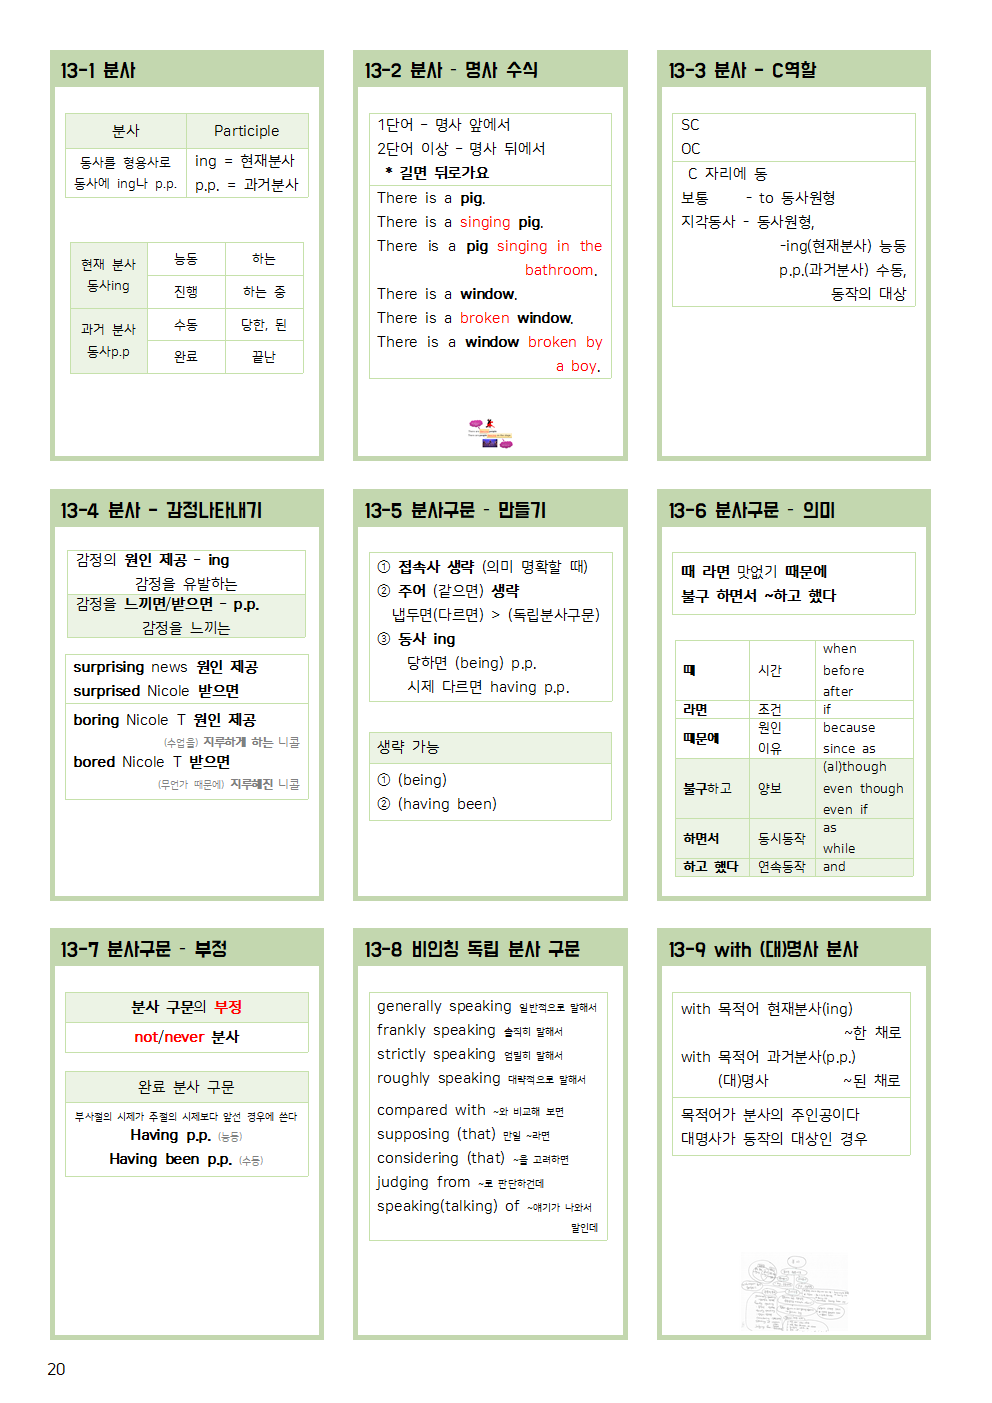 13-1 분사
분사 Participle
동사를 형용사로
동사에 ing나 p.p.
ing = 현재분사
p.p. = 과거분사
현재 분사
동사ing
능동 하는
진행 하는 중
과거 분사
동사p.p
수동 당한, 된
완료 끝난
13-2 분사 - 명사 수식
1단어 - 명사 앞에서
2단어 이상 - 명사 뒤에서
* 길면 뒤로가요
There is a pig.
There is a singing pig.
There is a pig singing in the
bathroom.
There is a window.
There is a broken window.
There is a window broken by
a boy.
13-3 분사 - C역할
SC
OC
C 자리에 동
보통 - to 동사원형
지각동사 - 동사원형,
-ing(현재분사) 능동
p.p.(과거분사) 수동,
동작의 대상
13-4 분사 - 감정나타내기
감정의 원인 제공 - ing
감정을 유발하는
감정을 느끼면/받으면 - p.p.
감정을 느끼는
surprising news 원인 제공
surprised Nicole 받으면
boring Nicole T 원인 제공
(수업을) 지루하게 하는 니콜
bored Nicole T 받으면
(무언가 때문에) 지루해진 니콜
13-5 분사구문 - 만들기
① 접속사 생략 (의미 명확할 때)
② 주어 (같으면) 생략
냅두면(다르면) > (독립분사구문)
③ 동사 ing
당하면 (being) p.p.
시제 다르면 having p.p.
생략 가능
① (being)
② (having been)
13-6 분사구문 - 의미
때 라면 맛없기 때문에
불구 하면서 ~하고 했다
때 시간 when
before
after
라면 조건 if
때문에 원인 because
이유 since as
불구하고 양보 (al)though
even though
even if
하면서 동시동작 as
while
하고 했다 연속동작 and
13-7 분사구문 - 부정
분사 구문의 부정
not/never 분사
완료 분사 구문
부사절의 시제가 주절의 시제보다 앞선 경우에 쓴다
Having p.p. (능동)
Having been p.p. (수동)
13-8 비인칭 독립 분사 구문
generally speaking 일반적으로 말해서
frankly speaking 솔직히 말해서
strictly speaking 엄밀히 말해서
roughly speaking 대략적으로 말해서
compared with ~와 비교해 보면
supposing (that) 만일 ~라면
considering (that) ~을 고려하면
judging from ~로 판단하건데
speaking(talking) of ~얘기가 나와서
말인데
13-9 with (대)명사 분사
with 목적어 현재분사(ing)
~한 채로
with 목적어 과거분사(p.p.)
(대)명사 ~된 채로
목적어가 분사의 주인공이다
대명사가 동작의 대상인 경우
20